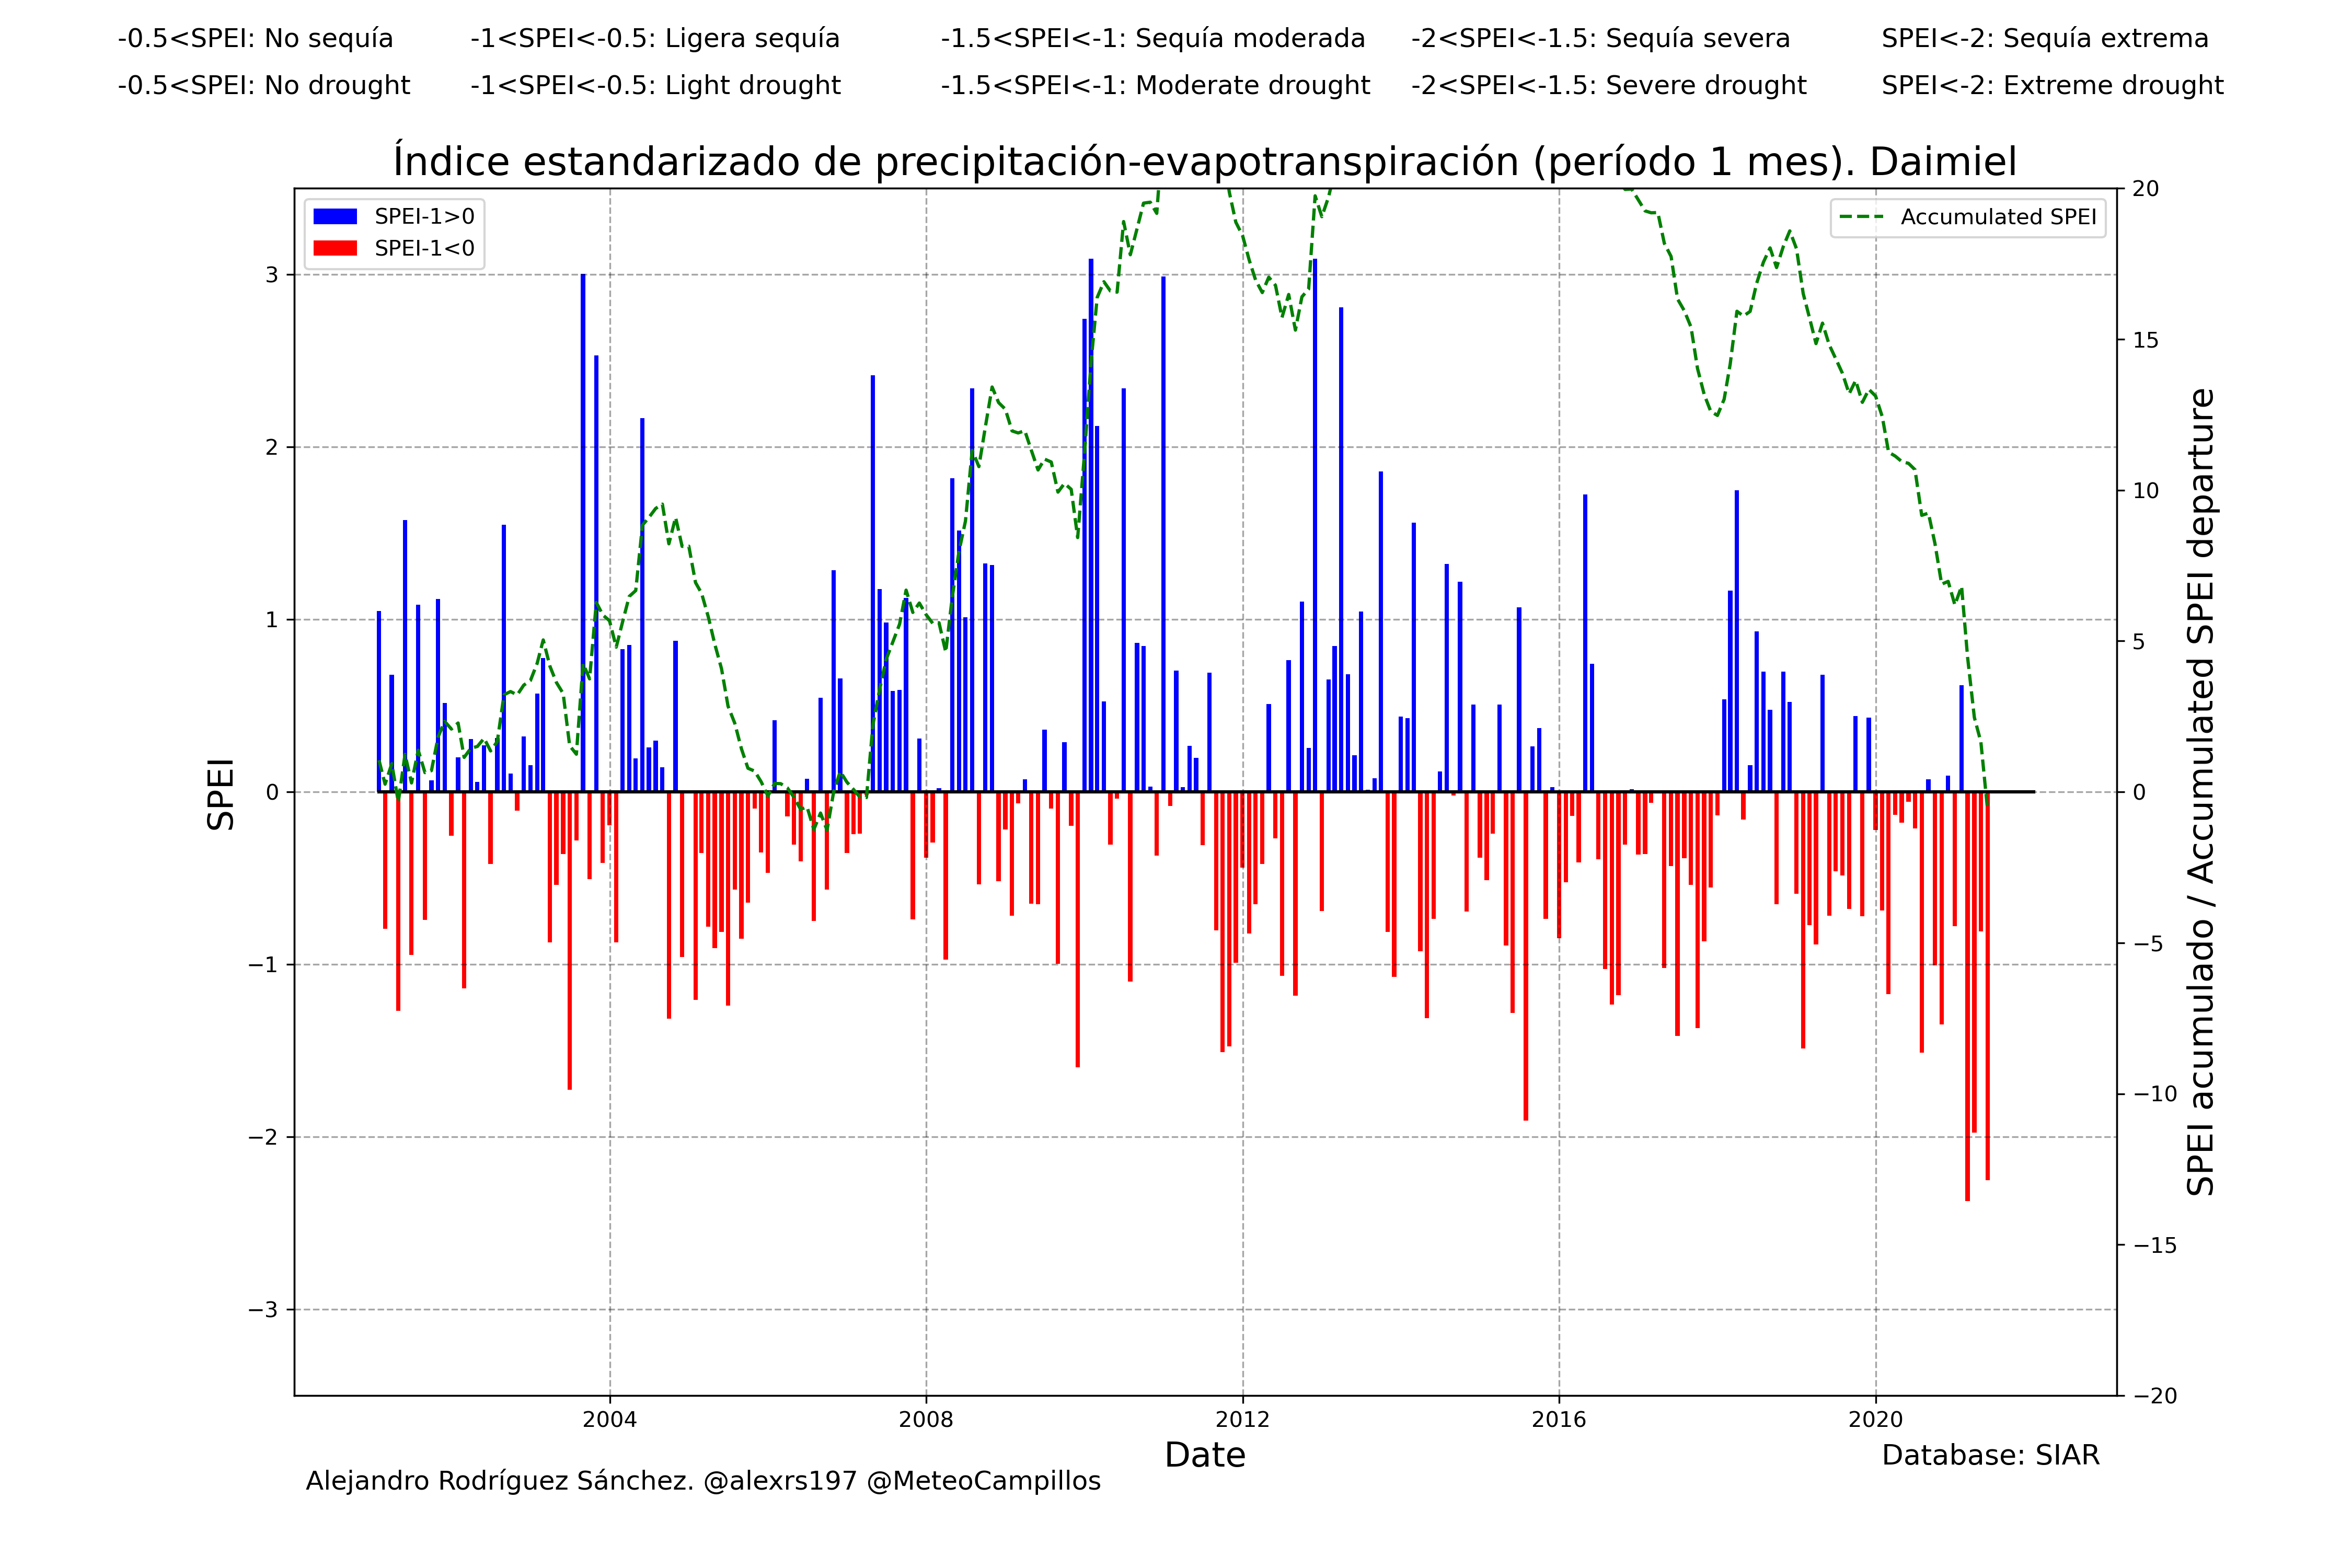 -0.5<SPEI: No sequía -1<SPEI<-0.5: Ligera sequía -1.5<SPEI<-1: Sequía moderada -2<SPEI<-1.5: Sequía severa SPEI<-2: Sequía extrema
-0.5<SPEI: No drought -1<SPEI<-0.5: Light drought -1.5<SPEI<-1: Moderate drought -2<SPEI<-1.5: Severe drought SPEI<-2: Extreme drought
Índice estandarizado de precipitación-evapotranspiración (período 1 mes). Daimiel
SPEI-1>0
SPEI-1<0
Accumulated SPEI
SPEI
3
2
1
0
−1
−2
−3
20
15
10
5
0
−5
−10
−15
−20
SPEI acumulado / Accumulated SPEI departure
2004 2008 2012 2016 2020
Date
Database: SIAR
Alejandro Rodríguez Sánchez. @alexrs197 @MeteoCampillos